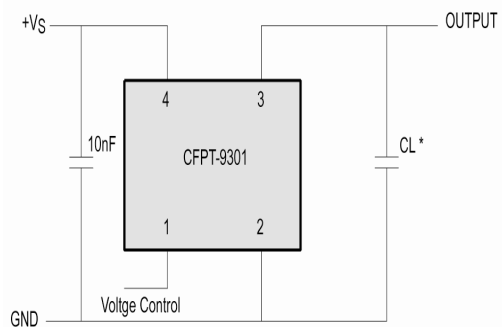 +VS
OUTPUT
4
3
10nF
CFPT-9301
CL *
1
2
Voltge Control
GND